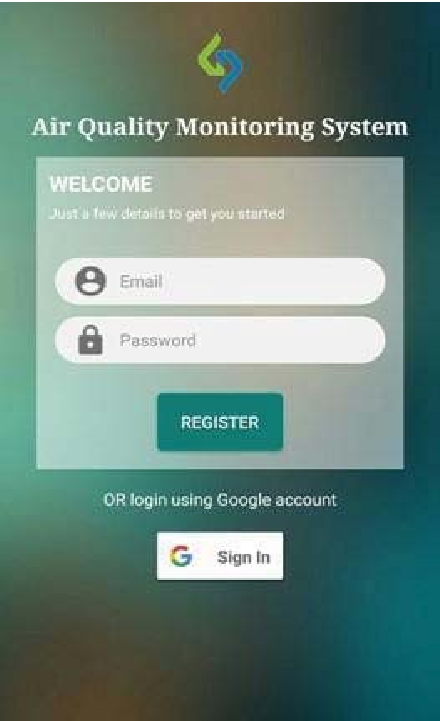 Air Quality Monitoring System
WELCOME
Just a few details to get you started
Email
Password
REGISTER
OR login using Google account
Sign In